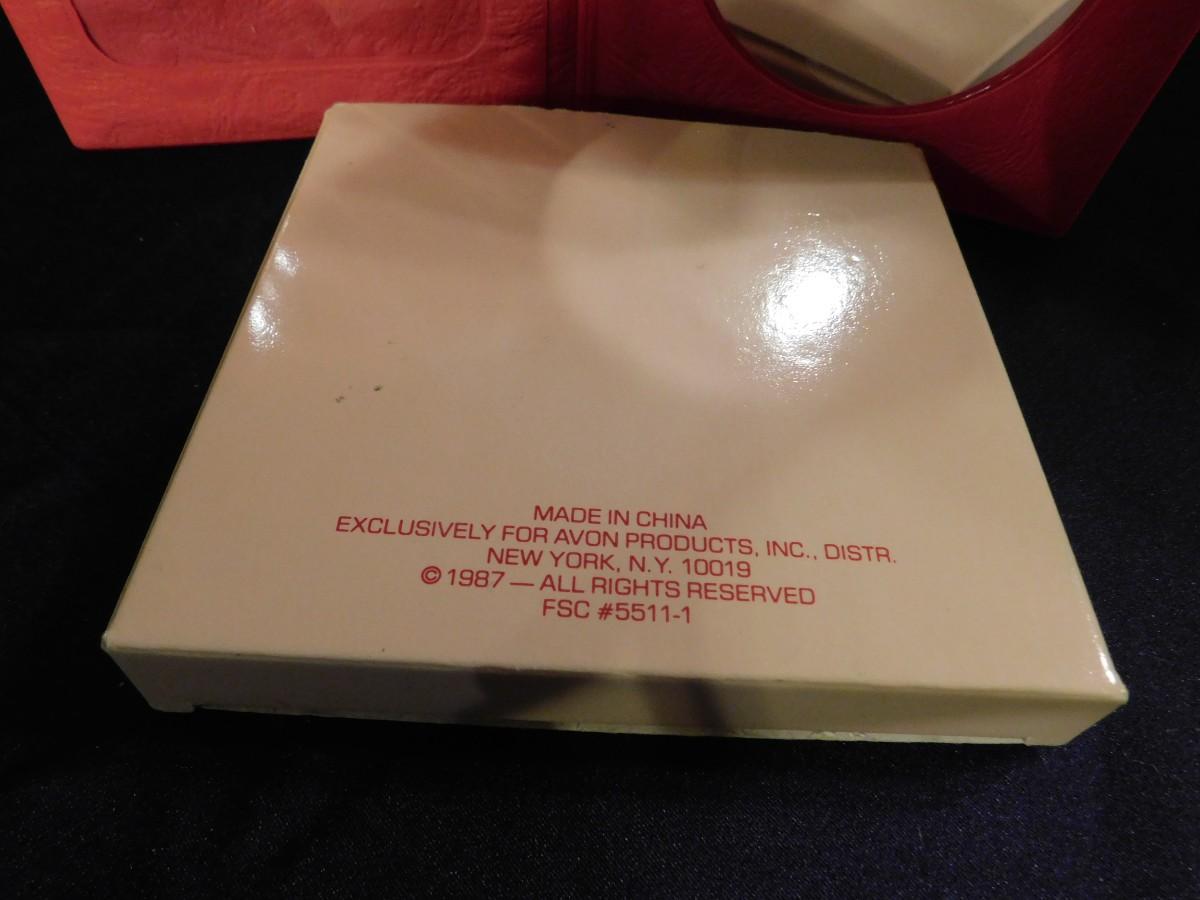 MADE IN CHINA
EXCLUSIVELY FOR AVON PRODUCTS, INC., DISTR.
NEW YORK, N.Y. 10019
© 1987 — ALL RIGHTS RESERVED
FSC #5511-1